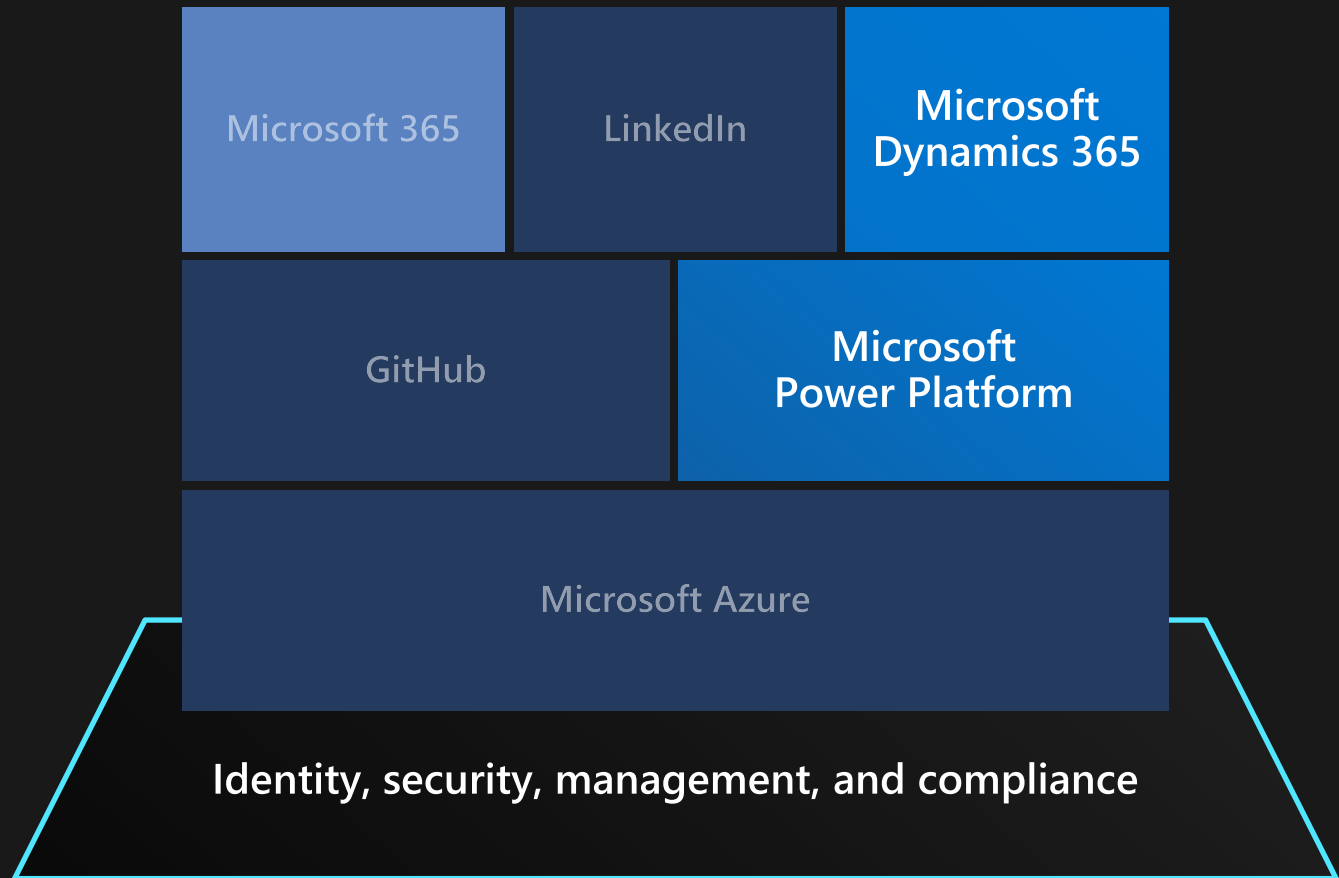 Microsoft 365
LinkedIn
Microsoft
Dynamics 365
GitHub
Microsoft
Power Platform
Microsoft Azure
Identity, security, management, and compliance